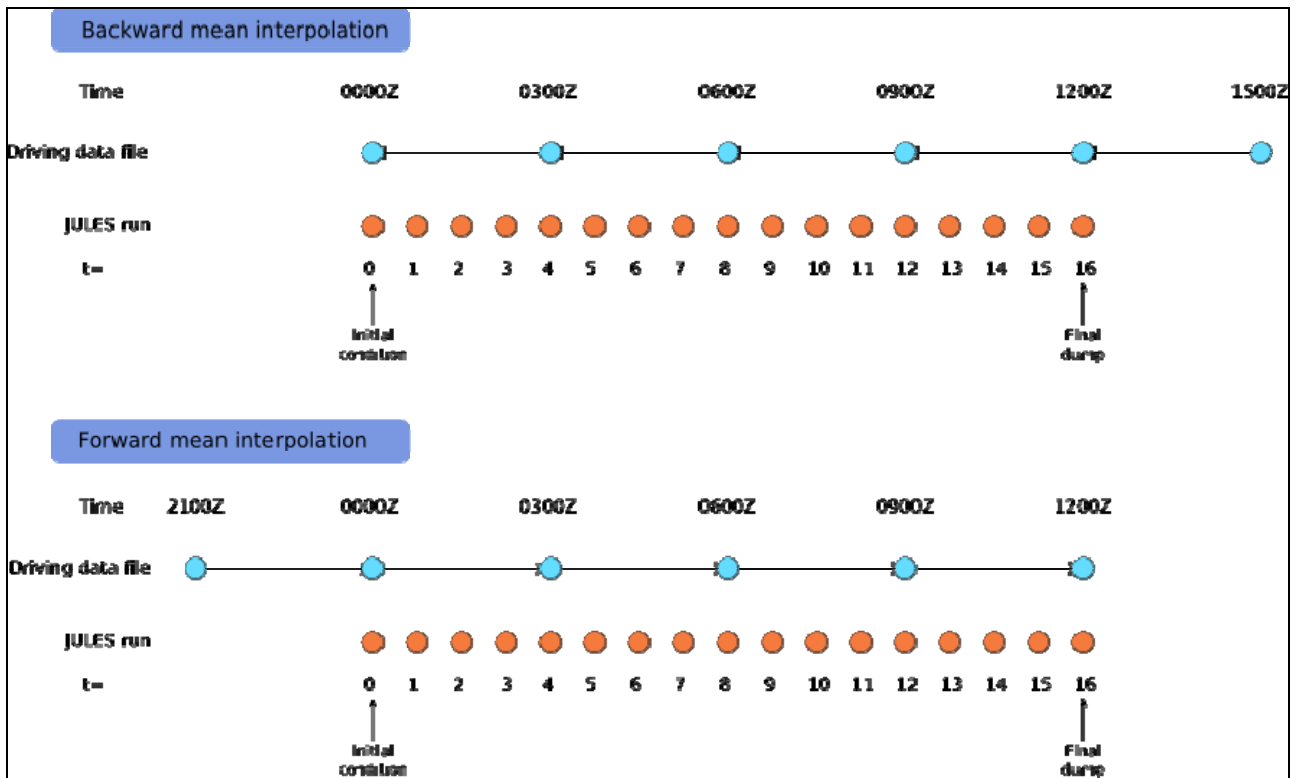 Backward mean interpolation
Time 0000Z 0300Z 0600Z 0900Z 1200Z 1500Z
Driving data file
JULES run
t= 0 1 2 3 4 5 6 7 8 9 10 11 12 13 14 15 16
Initial Final
condition dump
Forward mean interpolation
Time 2100Z 0000Z 0300Z 0600Z 0900Z 1200Z
Driving data file
JULES run
t= 0 1 2 3 4 5 6 7 8 9 10 11 12 13 14 15 16
Initial Final
condition dump